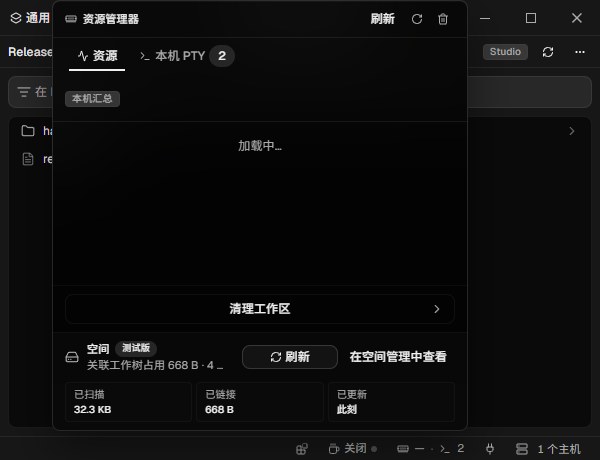 通用
资源管理器
刷新
Release
资源
本机 PTY 2
Studio
在
本机汇总
ha
re
加载中...
清理工作区
空间 测试版
关联工作树占用 668 B · 4 ...
刷新
在空间管理中查看
已扫描
32.3 KB
已链接
668 B
已更新
此刻
关闭
— · 2
1 个主机